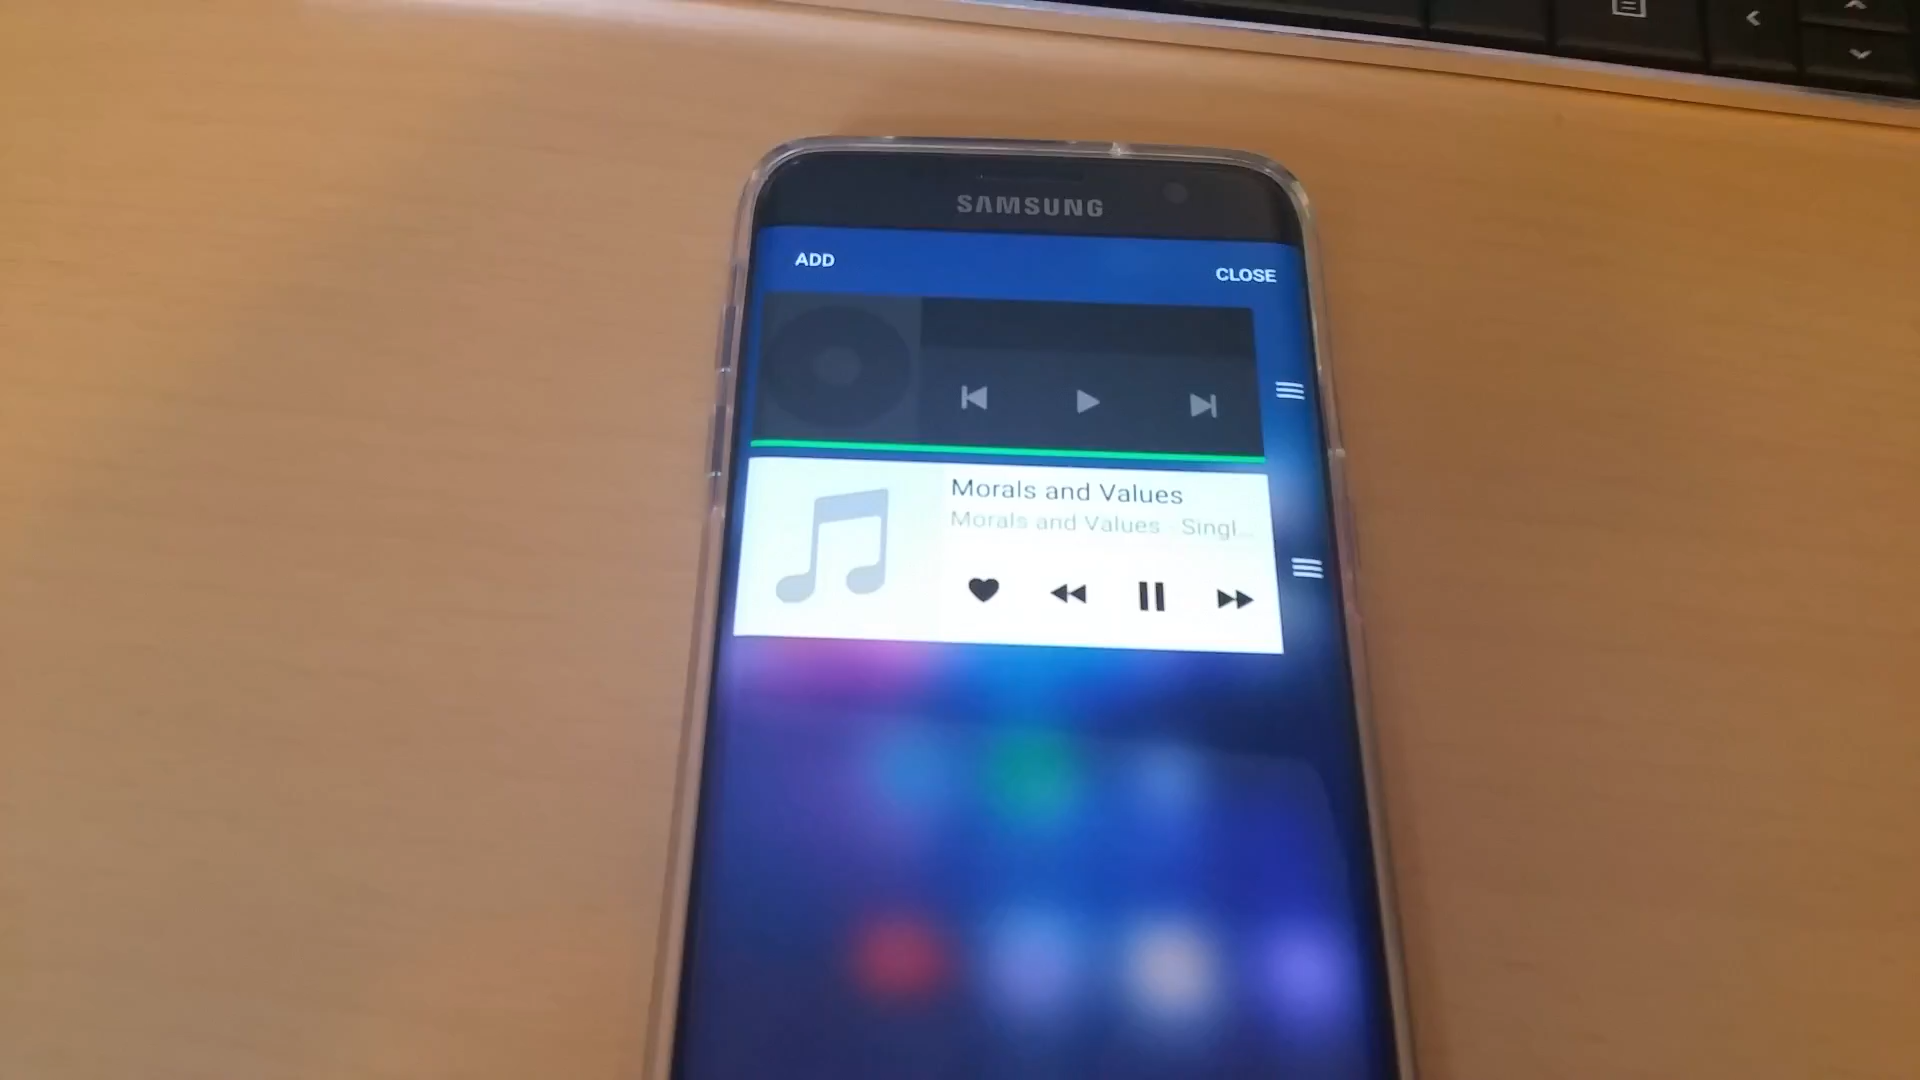 SAMSUNG
ADD
CLOSE
Morals and Values
Morals and Values - Singl...